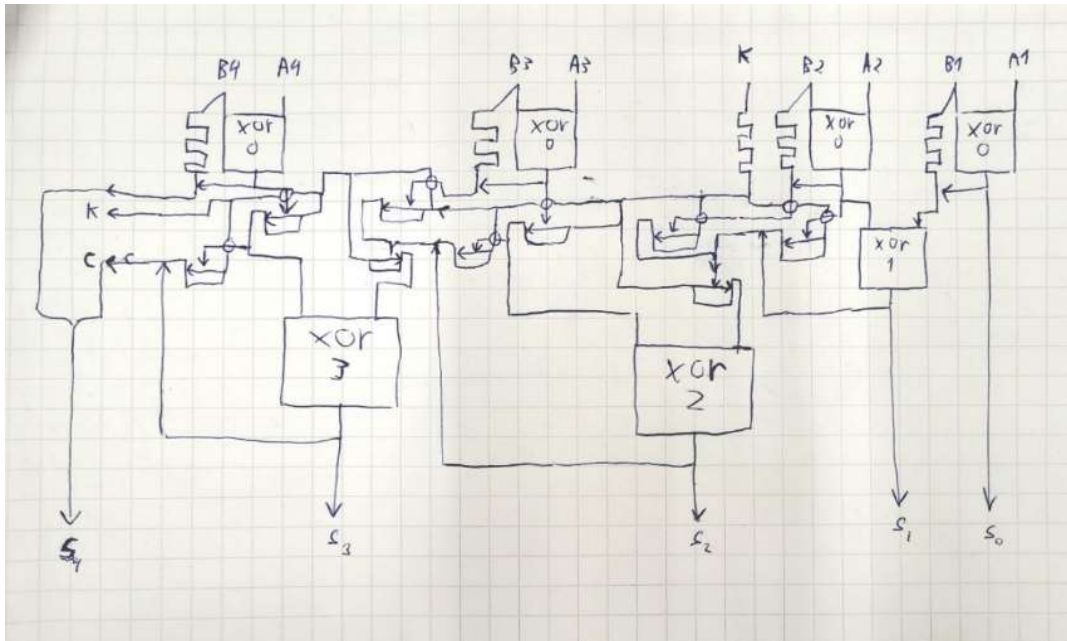 B4 A4 B3 A3 K B2 A2 B1 A1
xor 0 xor 0 xor 0 xor 0
K
C C
xor 1
xor 3
xor 2
S4 S3 S2 S1 S0